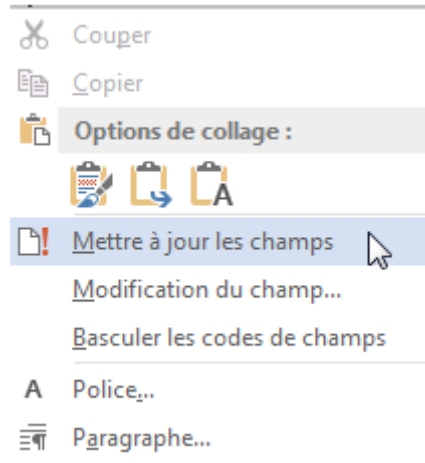 Couper
Copier
Options de collage :
Mettre à jour les champs
Modification du champ...
Basculer les codes de champs
Police...
Paragraphe...